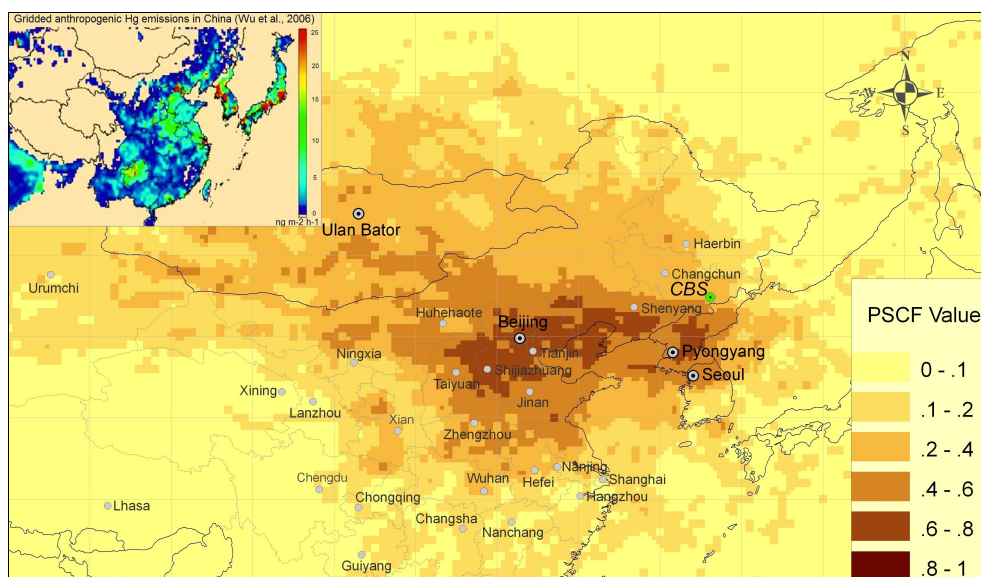 Gridded anthropogenic Hg emissions in China (Wu et al., 2006)
25
20
15
10
5
0
ng m-2 h-1
N
W E
S
Ulan Bator
Haerbin
Urumchi
Changchun
CBS
Huhehaote
Beijing
Shenyang
PSCF Value
Ningxia
Tianjin
Pyongyang
Shijiazhuang
Taiyuan
Seoul
0 - .1
Xining
Lanzhou
Jinan
.1 - .2
Xian
Zhengzhou
.2 - .4
Chengdu
Wuhan
Hefei
Nanjing
Shanghai
.4 - .6
Lhasa
Chongqing
Hangzhou
.6 - .8
Changsha
Nanchang
Guiyang
.8 - 1